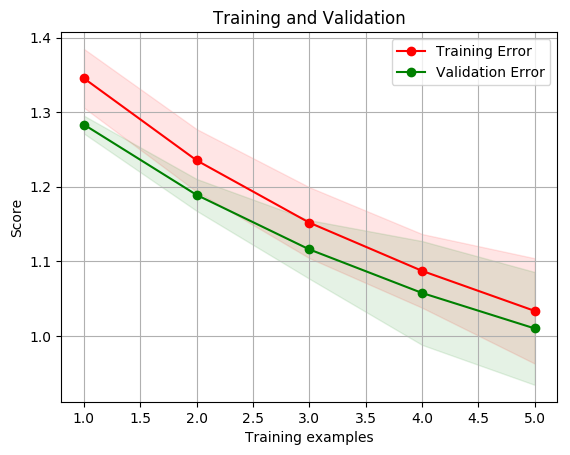 Training and Validation
Training Error
Validation Error
1.4
1.3
1.2
1.1
1.0
Score
1.0 1.5 2.0 2.5 3.0 3.5 4.0 4.5 5.0
Training examples